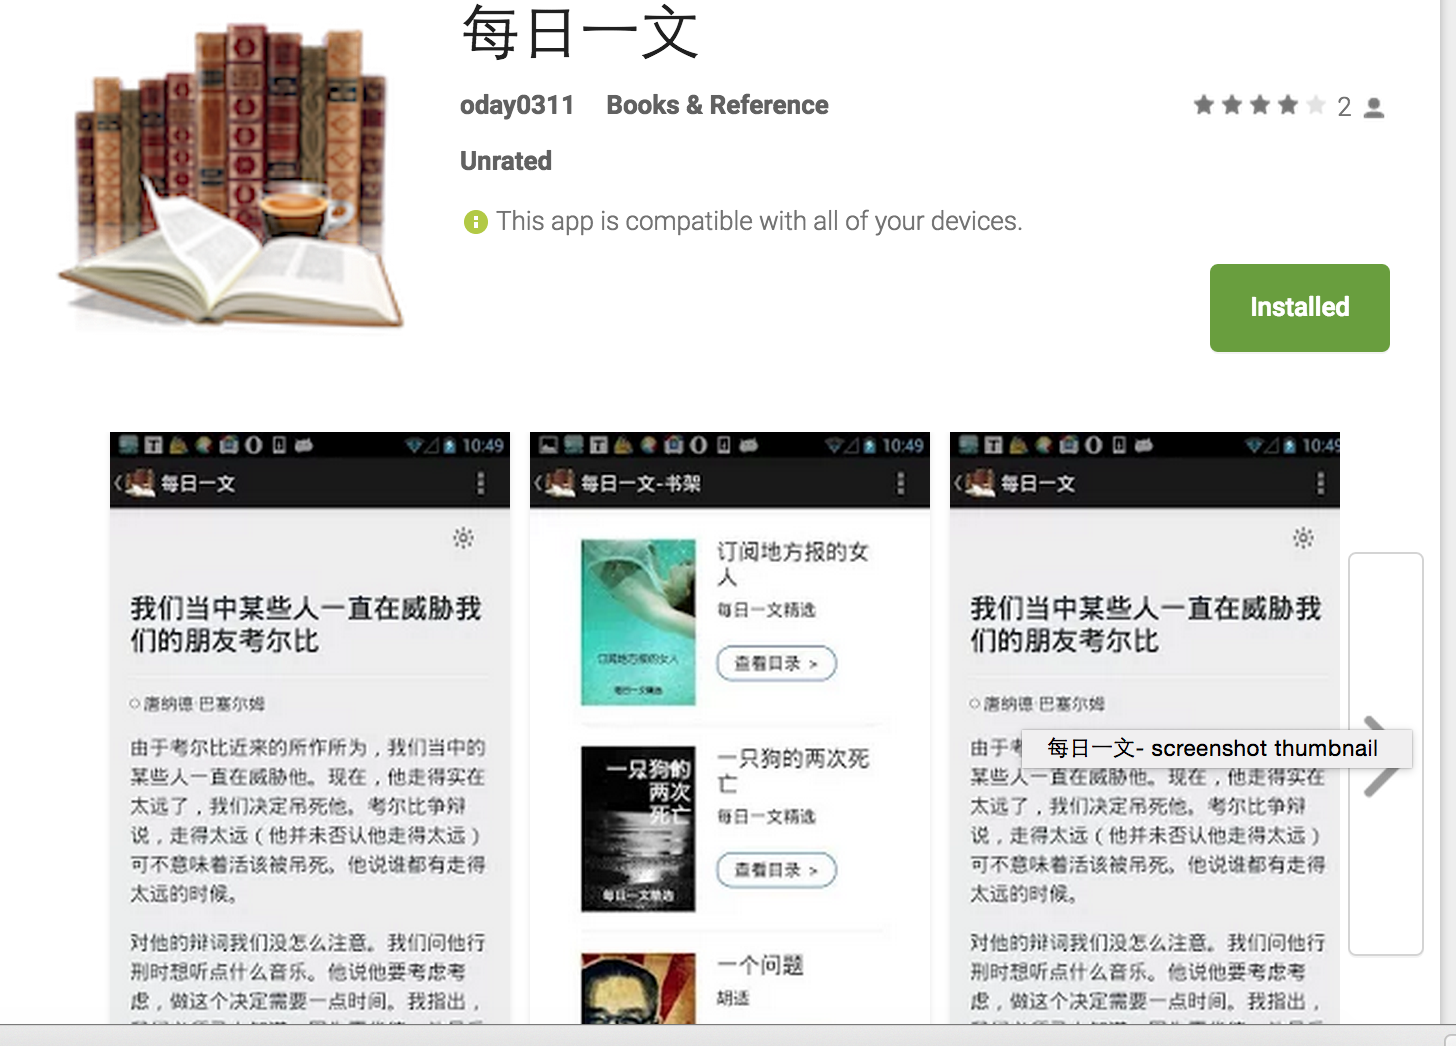 每日一文
oday0311 Books & Reference 2
Unrated
This app is compatible with all of your devices.
Installed
10:49
每日一文
我们当中某些人一直在威胁我
们的朋友考尔比
唐纳德·巴塞尔姆
由于考尔比近来的所作所为，我们当中的
某些人一直在威胁他。现在，他走得实在
太远了，我们决定吊死他。考尔比争辩
说，走得太远（他并未否认他走得太远）
可不意味着活该被吊死。他说谁都有走得
太远的时候。
对他的辩词我们没怎么注意。我们问他行
刑时想听点什么音乐。他说他要考虑考
虑，做这个决定需要一点时间。我指出，
10:49
每日一文-书架
订阅地方报的女人
每日一文精选
订阅地方报的女
人
每日一文精选
查看目录 >
一只狗的
两次
死亡
每日一文精选
一只狗的两次死
亡
每日一文精选
查看目录 >
一个问题
胡适
10:49
每日一文
我们当中某些人一直在威胁我
们的朋友考尔比
唐纳德·巴塞尔姆
由于考
每日一文- screenshot thumbnail
某些人一直在威胁他。现在，他走得实在
太远了，我们决定吊死他。考尔比争辩
说，走得太远（他并未否认他走得太远）
可不意味着活该被吊死。他说谁都有走得
太远的时候。
对他的辩词我们没怎么注意。我们问他行
刑时想听点什么音乐。他说他要考虑考
虑，做这个决定需要一点时间。我指出，